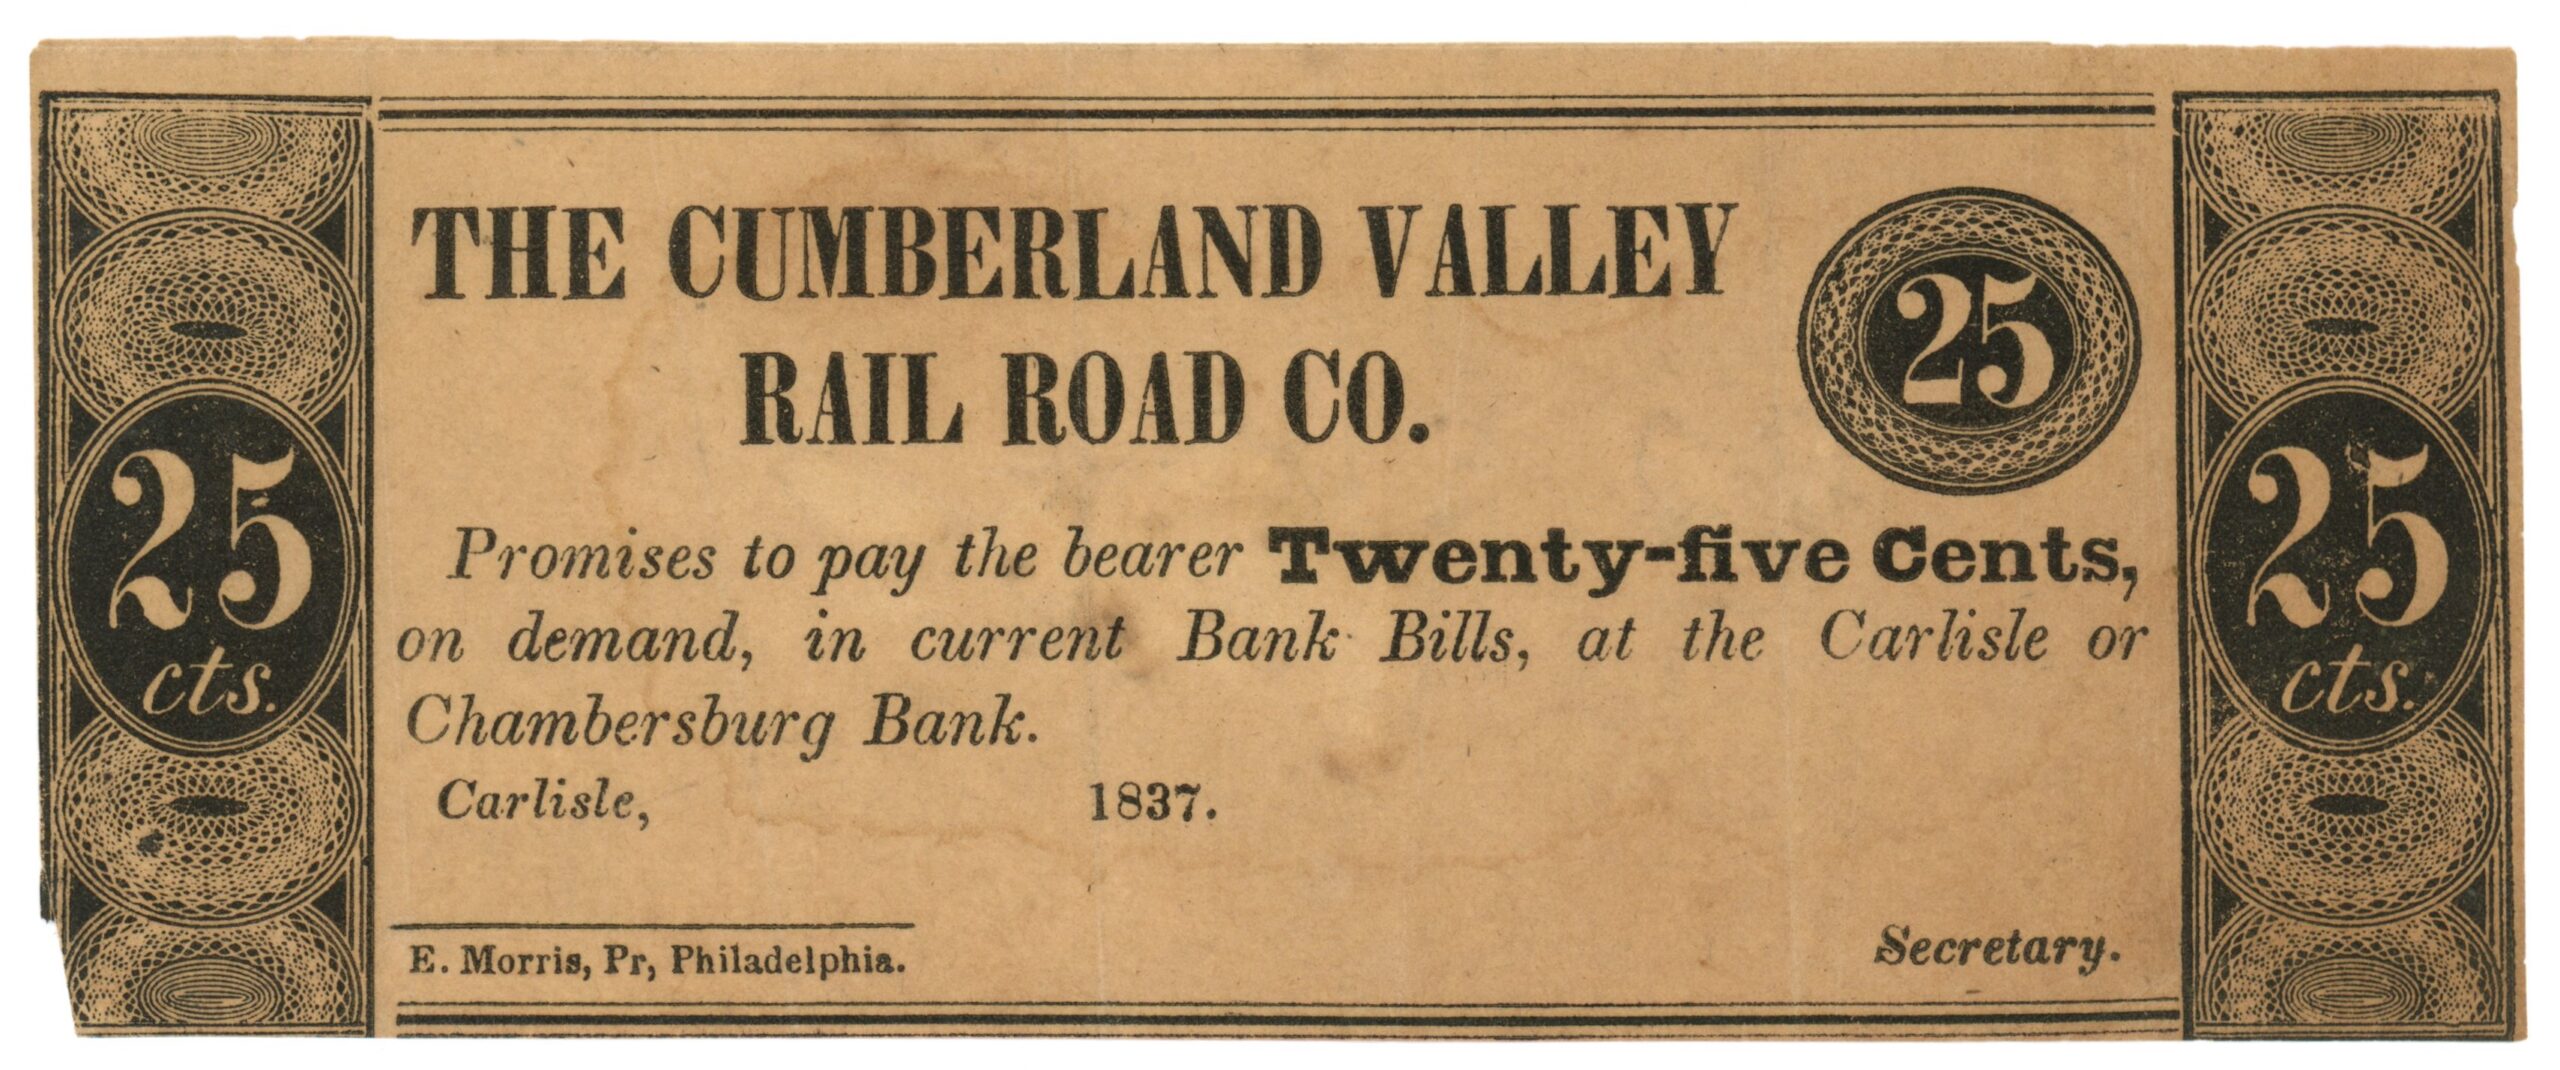 THE CUMBERLAND VALLEY
RAIL ROAD CO.
25
Promises to pay the bearer Twenty-five Cents,
on demand, in current Bank Bills, at the Carlisle or
Chambersburg Bank.
Carlisle, 1837.
Secretary.
E. Morris, Pr, Philadelphia.
25
cts.
25
cts.